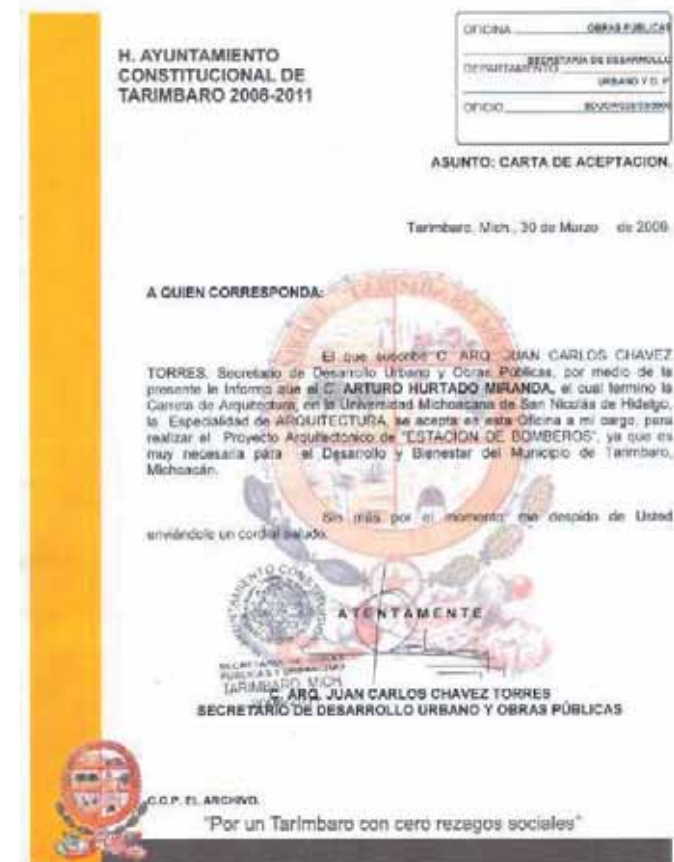 H. AYUNTAMIENTO
CONSTITUCIONAL DE
TARIMBARO 2008-2011
OFICINA OBRAS PUBLICAS
DEPARTAMENTO SECRETARIA DE DESARROLLO
URBANO Y O. P
OFICIO
ASUNTO: CARTA DE ACEPTACION.
Tarimbaro, Mich., 30 de Marzo de 2009.
A QUIEN CORRESPONDA:
El que suscribe C. ARQ. JUAN CARLOS CHAVEZ
TORRES, Secretario de Desarrollo Urbano y Obras Públicas, por medio de la
presente le Informo que el C. ARTURO HURTADO MIRANDA, el cual termino la
Carrera de Arquitectura, en la Universidad Michoacana de San Nicolás de Hidalgo,
la Especialidad de ARQUITECTURA, se acepta en esta Oficina a mi cargo, para
realizar el Proyecto Arquitectónico de "ESTACION DE BOMBEROS", ya que es
muy necesaria para el Desarrollo y Bienestar del Municipio de Tarimbaro,
Michoacán.
Sin más por el momento me despido de Usted
enviándole un cordial saludo.
ATENTAMENTE
TARIMBARO, MICH.
C. ARQ. JUAN CARLOS CHAVEZ TORRES
SECRETARIO DE DESARROLLO URBANO Y OBRAS PÚBLICAS
C.C.P. EL ARCHIVO.
"Por un Tarimbaro con cero rezagos sociales"